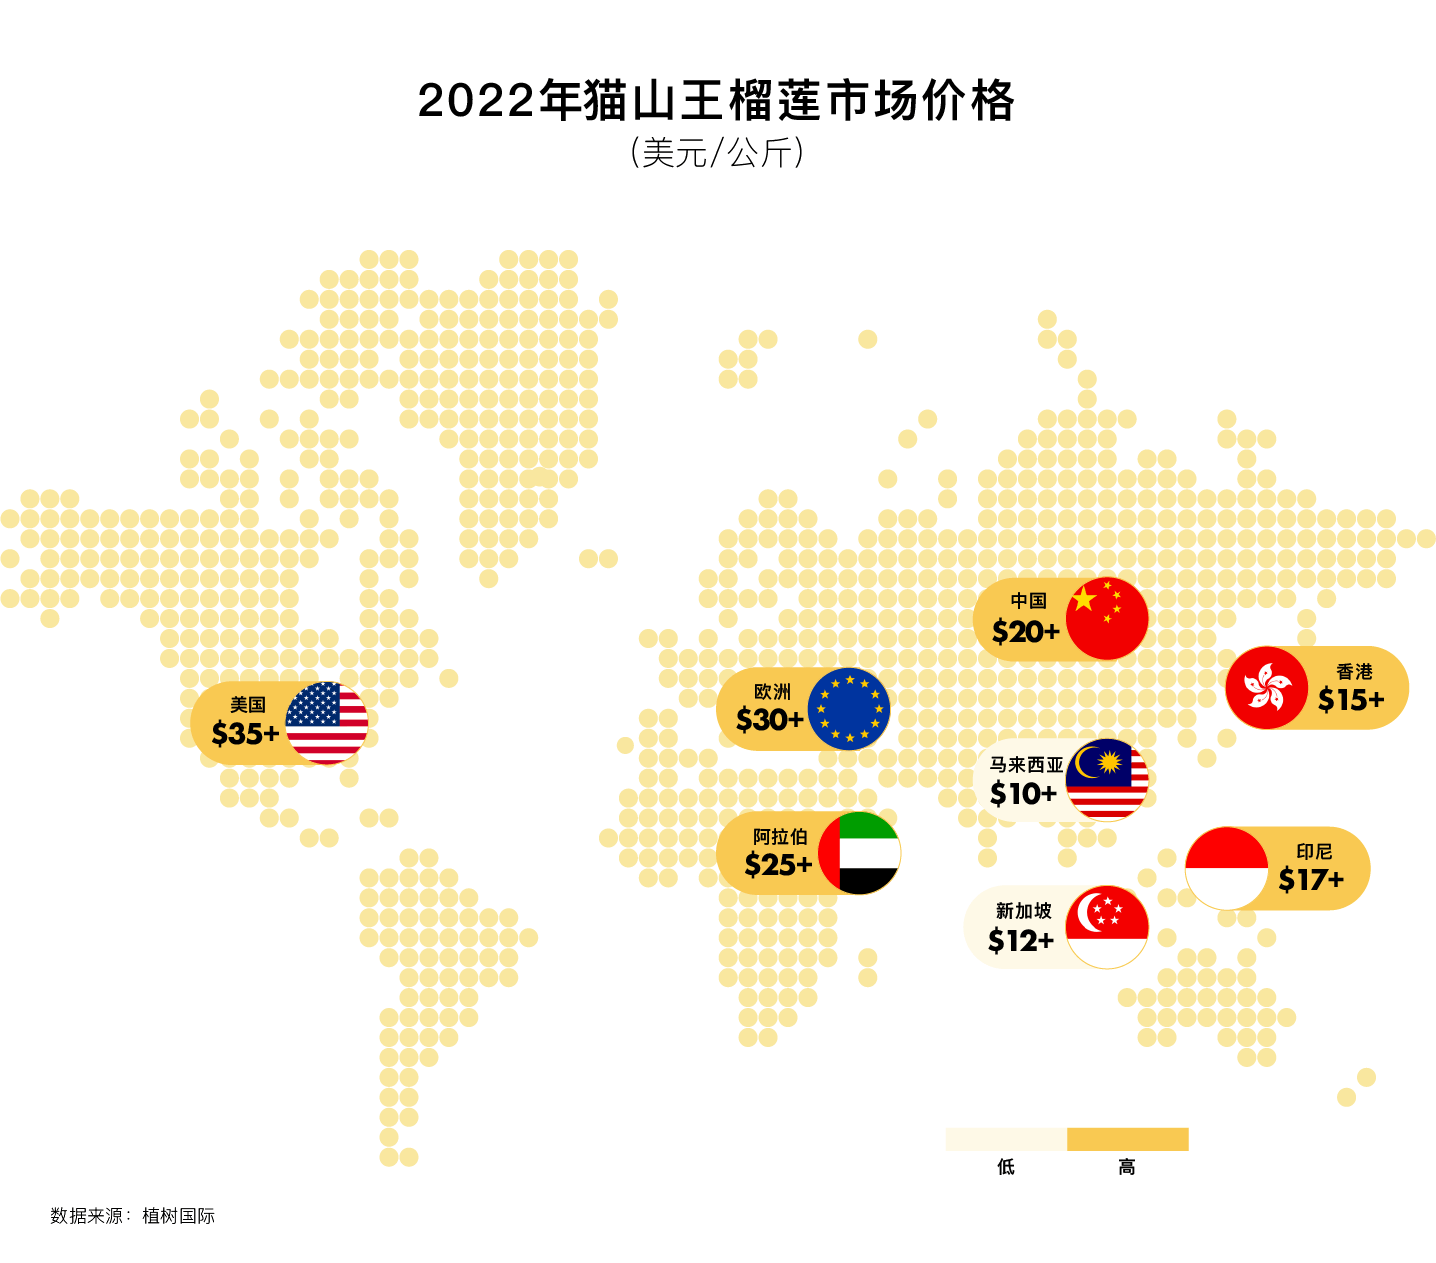 2022年猫山王榴莲市场价格
(美元/公斤)
中国
$20+
香港
$15+
美国
$35+
欧洲
$30+
马来西亚
$10+
阿拉伯
$25+
印尼
$17+
新加坡
$12+
低
高
数据来源：植树国际